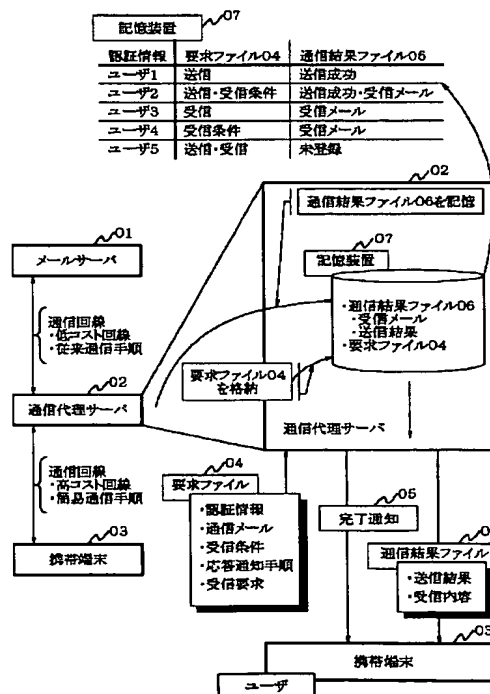 07
記憶装置
認証情報 要求ファイル04 通信結果ファイル05
ユーザ1 送信 送信成功
ユーザ2 送信・受信条件 送信成功・受信メール
ユーザ3 受信 受信メール
ユーザ4 受信条件 受信メール
ユーザ5 送信・受信 未登録
02
通信結果ファイル06を記憶
01
メールサーバ
07
記憶装置
・通信結果ファイル06
・受信メール
・送信結果
・要求ファイル04
通信回線
・低コスト回線
・従来通信手順
02
通信代理サーバ
要求ファイル04
を格納
通信代理サーバ
通信回線
・高コスト回線
・簡易通信手順
04
要求ファイル
・認証情報
・通信メール
・受信条件
・応答通知手順
・受信要求
05
完了通知
通信結果ファイル
・送信結果
・受信内容
03
携帯端末
03
携帯端末
ユーザ